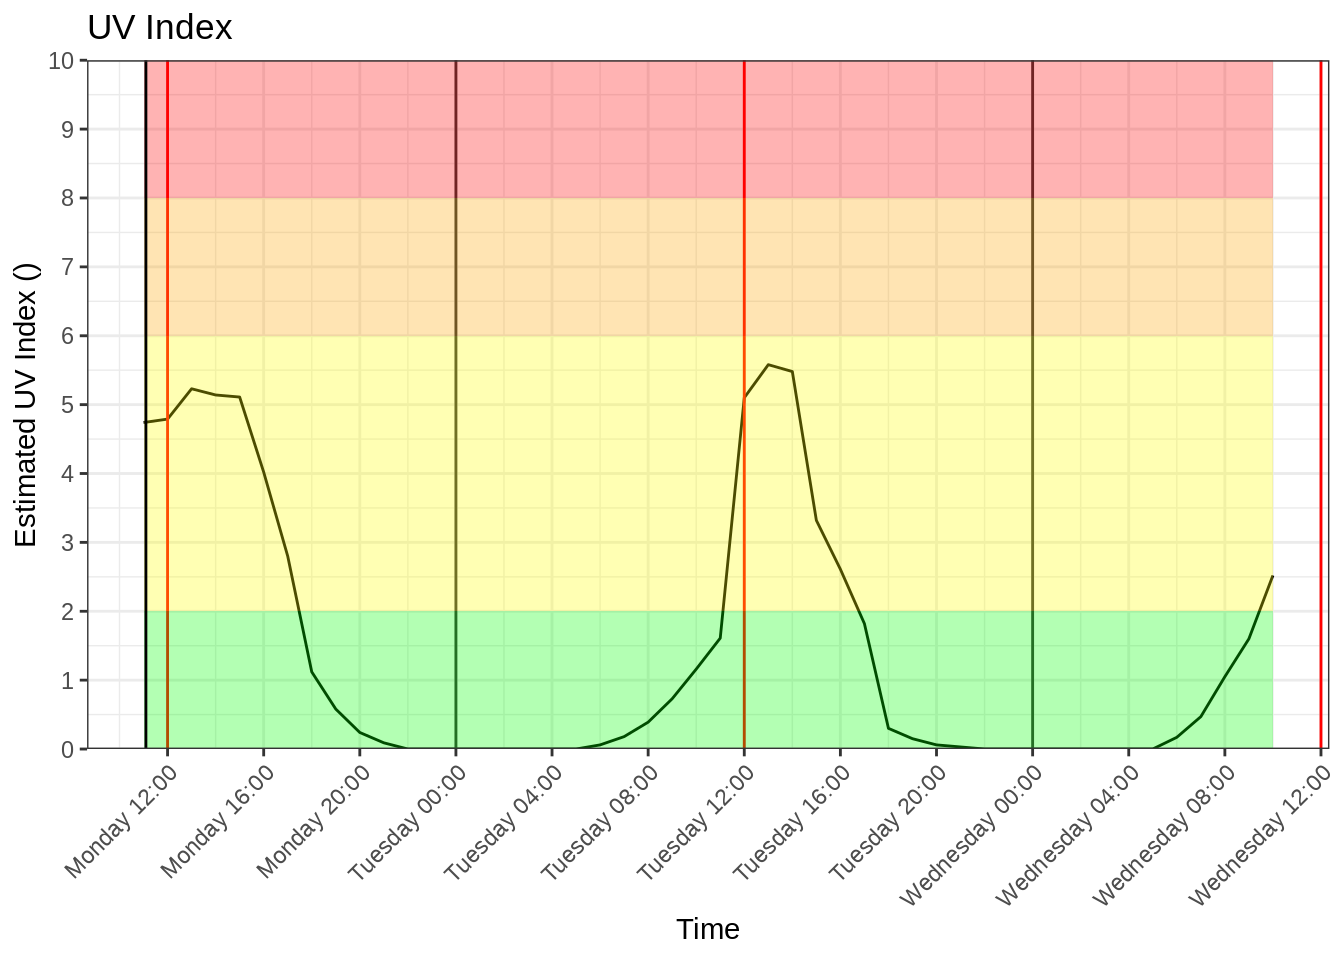 UV Index
Estimated UV Index ()
10
9
8
7
6
5
4
3
2
1
0
Monday 12:00
Monday 16:00
Monday 20:00
Tuesday 00:00
Tuesday 04:00
Tuesday 08:00
Tuesday 12:00
Tuesday 16:00
Tuesday 20:00
Wednesday 00:00
Wednesday 04:00
Wednesday 08:00
Wednesday 12:00
Time